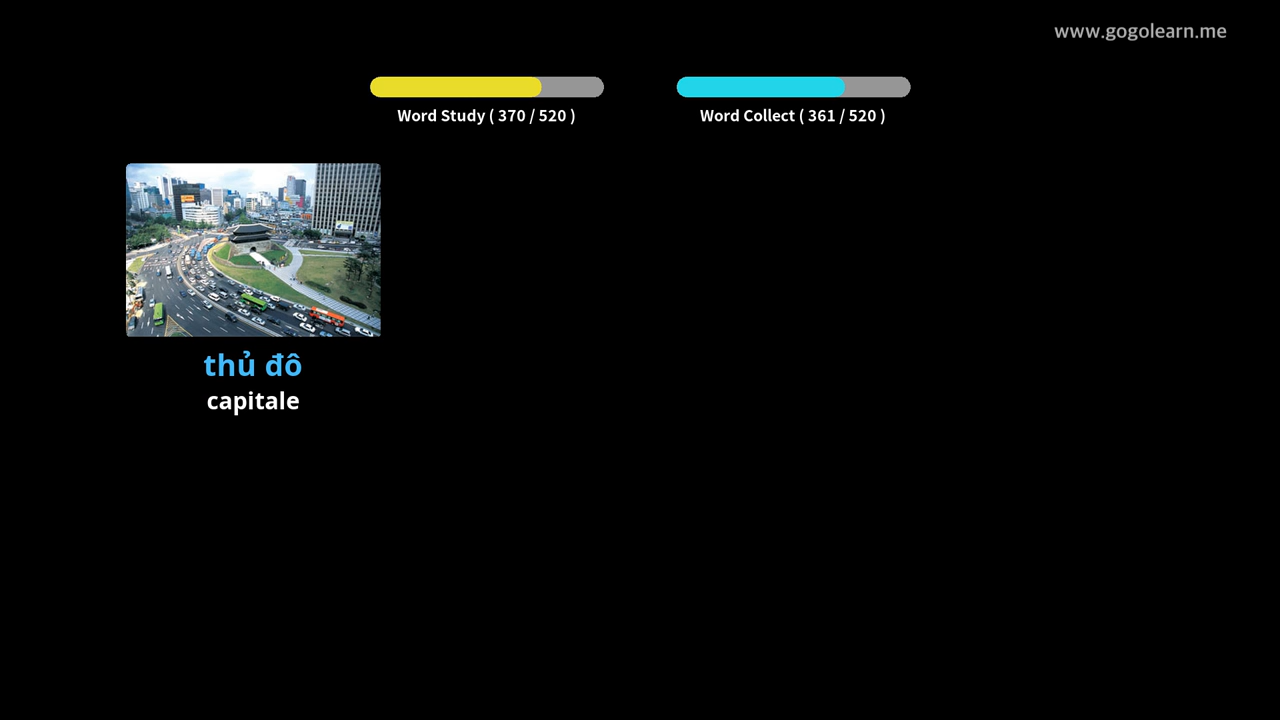 www.gogolearn.me
Word Study ( 370 / 520 )
Word Collect ( 361 / 520 )
thủ đô
capitale